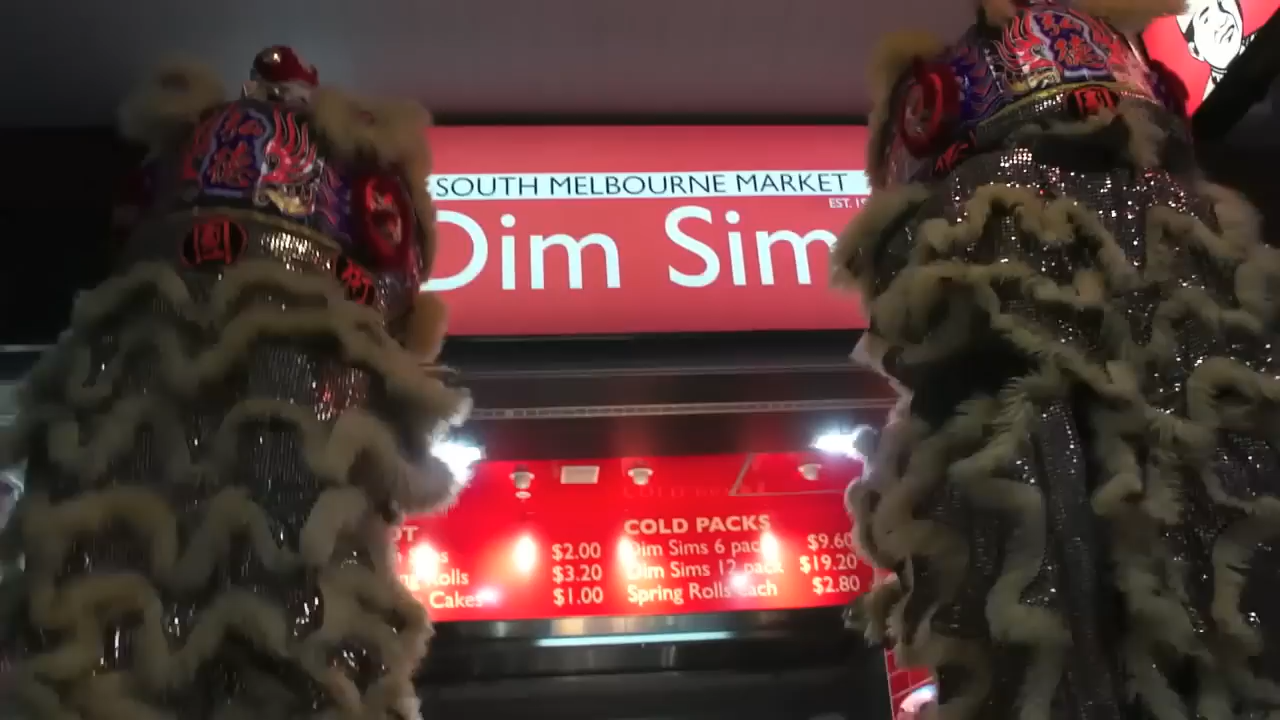 SOUTH MELBOURNE MARKET
EST.
Dim Sim
COLD PACKS
$2.00 Dim Sims 6 pack $9.60
Rolls $3.20 Dim Sims 12 pack $19.20
Cakes $1.00 Spring Rolls each $2.80